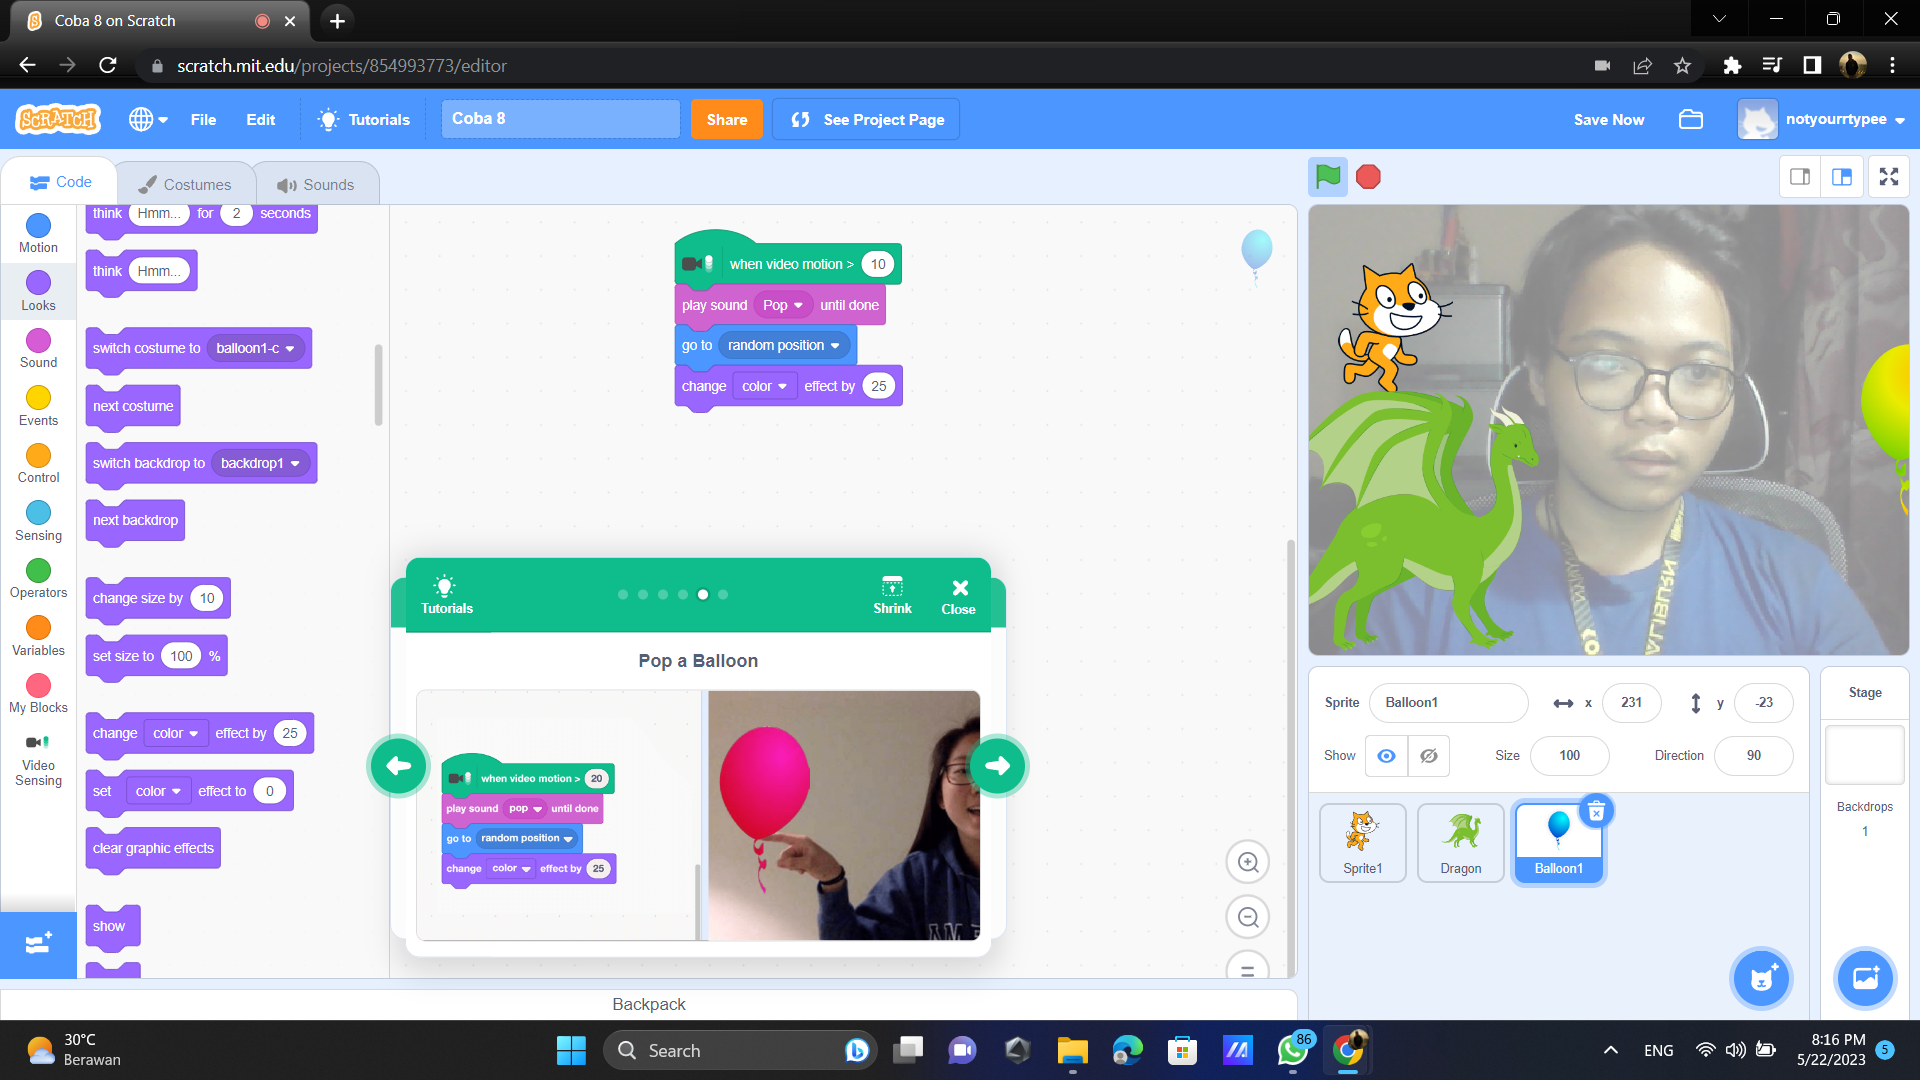 Coba 8 on Scratch
scratch.mit.edu/projects/854993773/editor
SCRATCH
File
Edit
Tutorials
Coba 8
Share
See Project Page
Save Now
notyourrtypee
Code
Costumes
Sounds
Motion
Looks
Sound
Events
Control
Sensing
Operators
Variables
My Blocks
Video
Sensing
think Hmm... for 2 seconds
think Hmm...
switch costume to balloon1-c
next costume
switch backdrop to backdrop1
next backdrop
change size by 10
set size to 100 %
change color effect by 25
set color effect to 0
clear graphic effects
show
when video motion > 10
play sound Pop until done
go to random position
change color effect by 25
Tutorials
Shrink
Close
Pop a Balloon
when video motion > 20
play sound pop until done
go to random position
change color effect by 25
Backpack
Sprite Balloon1 x 231 y -23
Show Size 100 Direction 90
Sprite1
Dragon
Balloon1
Stage
Backdrops
1
30°C
Berawan
Search
86
ENG
8:16 PM
5/22/2023
5